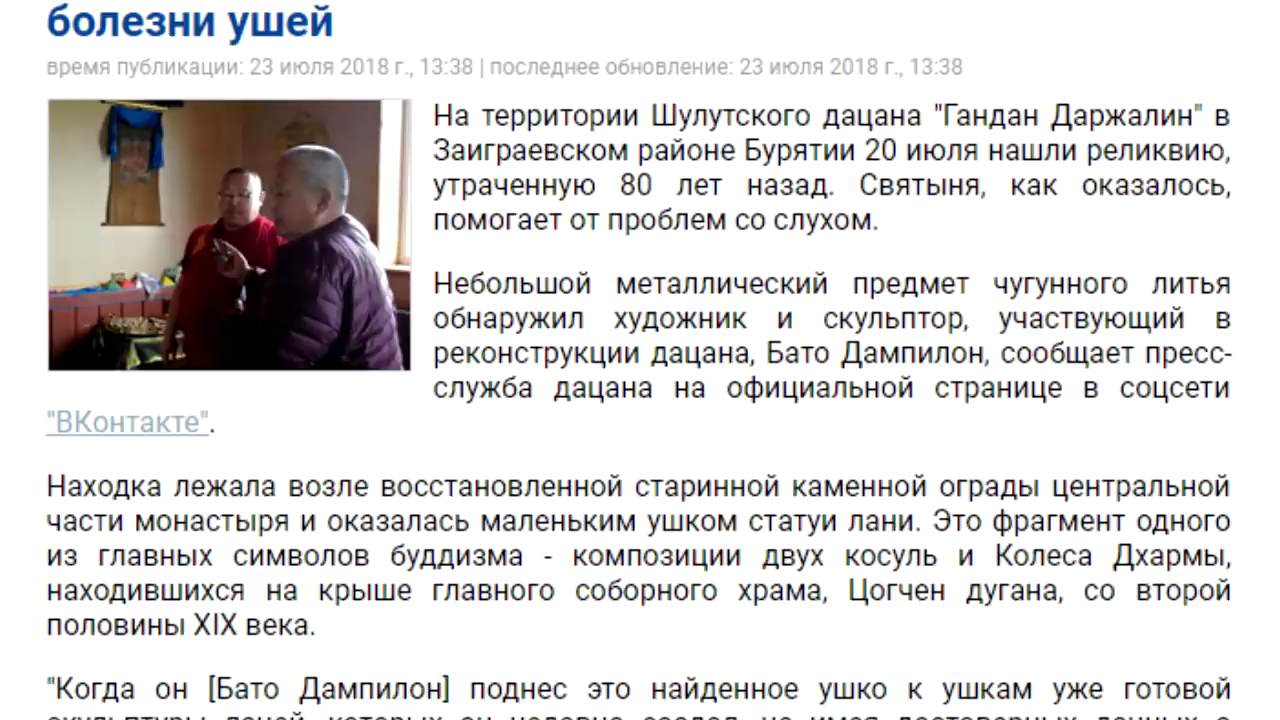 болезни ушей
время публикации: 23 июля 2018 г., 13:38 | последнее обновление: 23 июля 2018 г., 13:38
На территории Шулутского дацана "Гандан Даржалин" в
Заиграевском районе Бурятии 20 июля нашли реликвию,
утраченную 80 лет назад. Святыня, как оказалось,
помогает от проблем со слухом.
Небольшой металлический предмет чугунного литья
обнаружил художник и скульптор, участвующий в
реконструкции дацана, Бато Дампилон, сообщает пресс-
служба дацана на официальной странице в соцсети
"ВКонтакте".
Находка лежала возле восстановленной старинной каменной ограды центральной
части монастыря и оказалась маленьким ушком статуи лани. Это фрагмент одного
из главных символов буддизма - композиции двух косуль и Колеса Дхармы,
находившихся на крыше главного соборного храма, Цогчен дугана, со второй
половины XIX века.
"Когда он [Бато Дампилон] поднес это найденное ушко к ушкам уже готовой